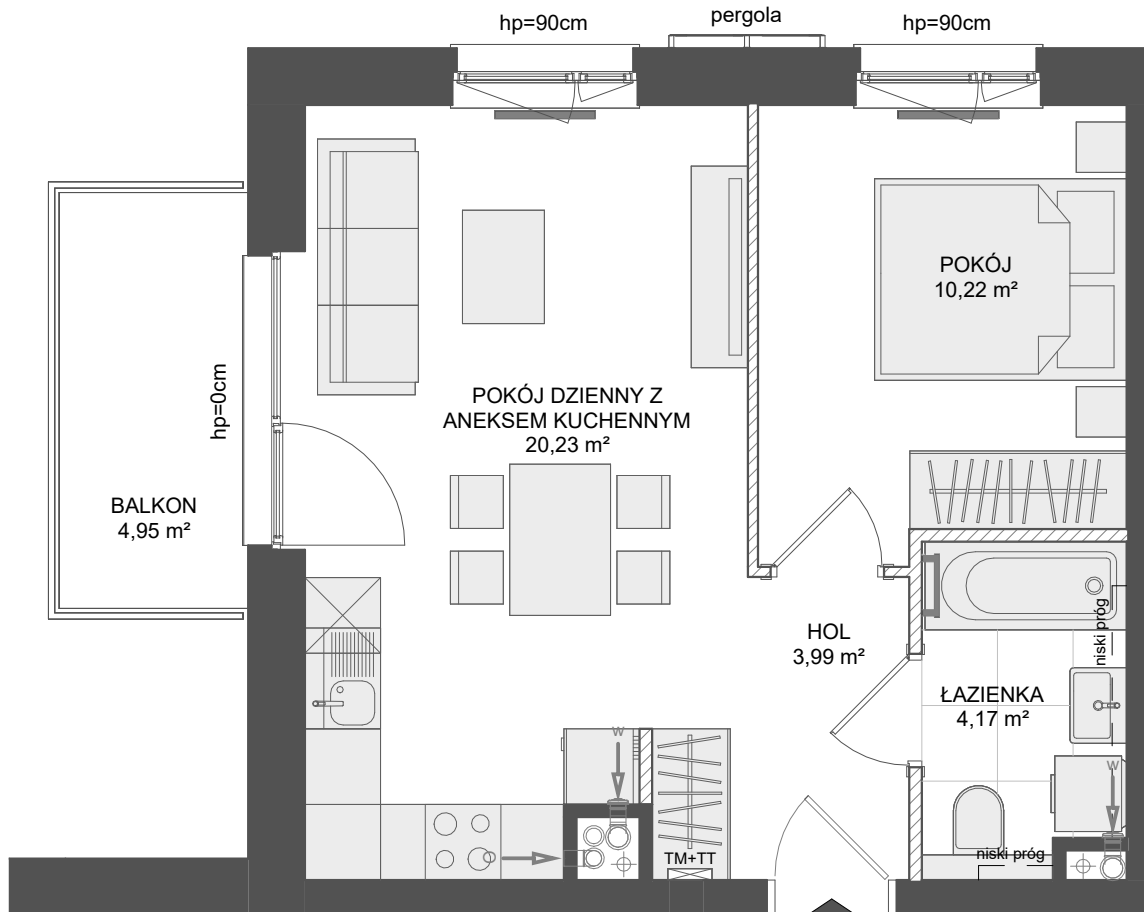 hp=90cm
pergola
hp=90cm
POKÓJ
10,22 m²
hp=0cm
POKÓJ DZIENNY Z
ANEKSEM KUCHENNYM
20,23 m²
BALKON
4,95 m²
HOL
3,99 m²
niski próg
ŁAZIENKA
4,17 m²
W
W
TM+TT
niski próg